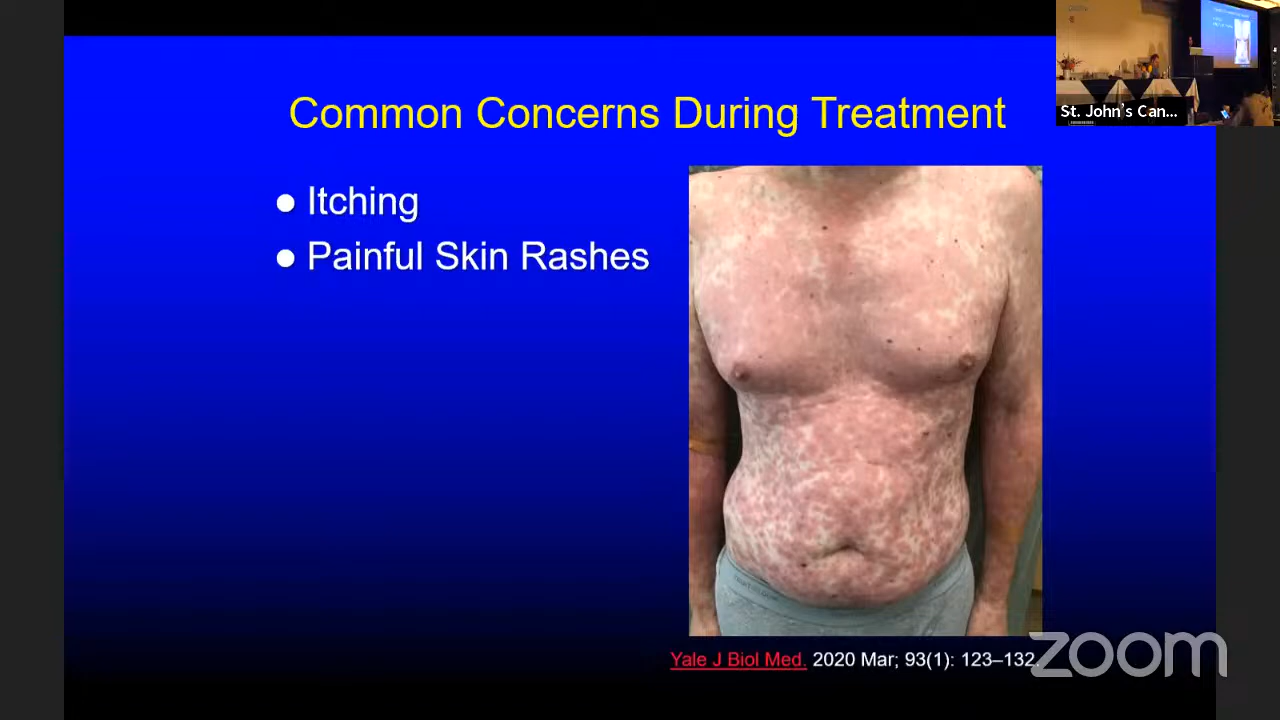 Common Concerns During Treatment
St. John's Can...
● Itching
● Painful Skin Rashes
Yale J Biol Med. 2020 Mar; 93(1): 123–132.
zoom